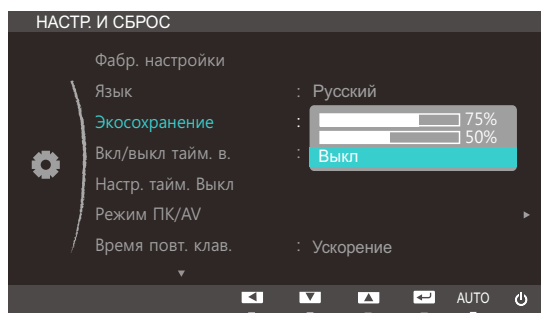 НАСТР. И СБРОС
Фабр. настройки
Язык : Русский
Экосохранение : 75%
50%
Вкл/выкл тайм. в. : Выкл
Настр. тайм. Выкл
Режим ПК/AV
Время повт. клав. : Ускорение
AUTO